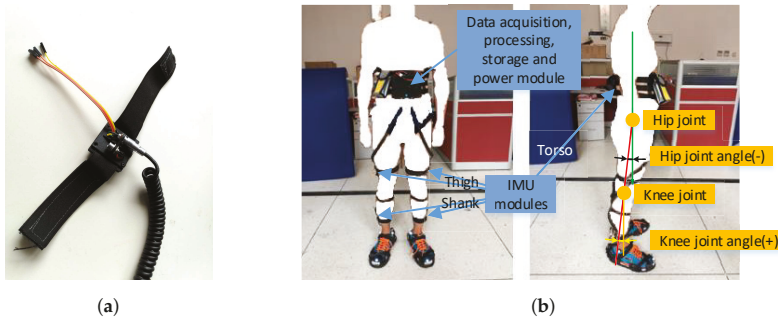 Data acquisition,
processing,
storage and
power module
Hip joint
Torso
Hip joint angle(-)
Thigh
IMU
modules
Knee joint
Shank
Knee joint angle(+)
(a)
(b)